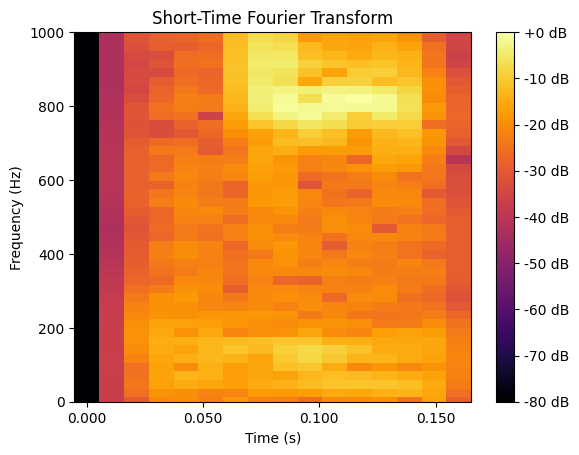 Short-Time Fourier Transform
1000
800
600
400
200
0
Frequency (Hz)
0.000
0.050
0.100
0.150
Time (s)
+0 dB
-10 dB
-20 dB
-30 dB
-40 dB
-50 dB
-60 dB
-70 dB
-80 dB